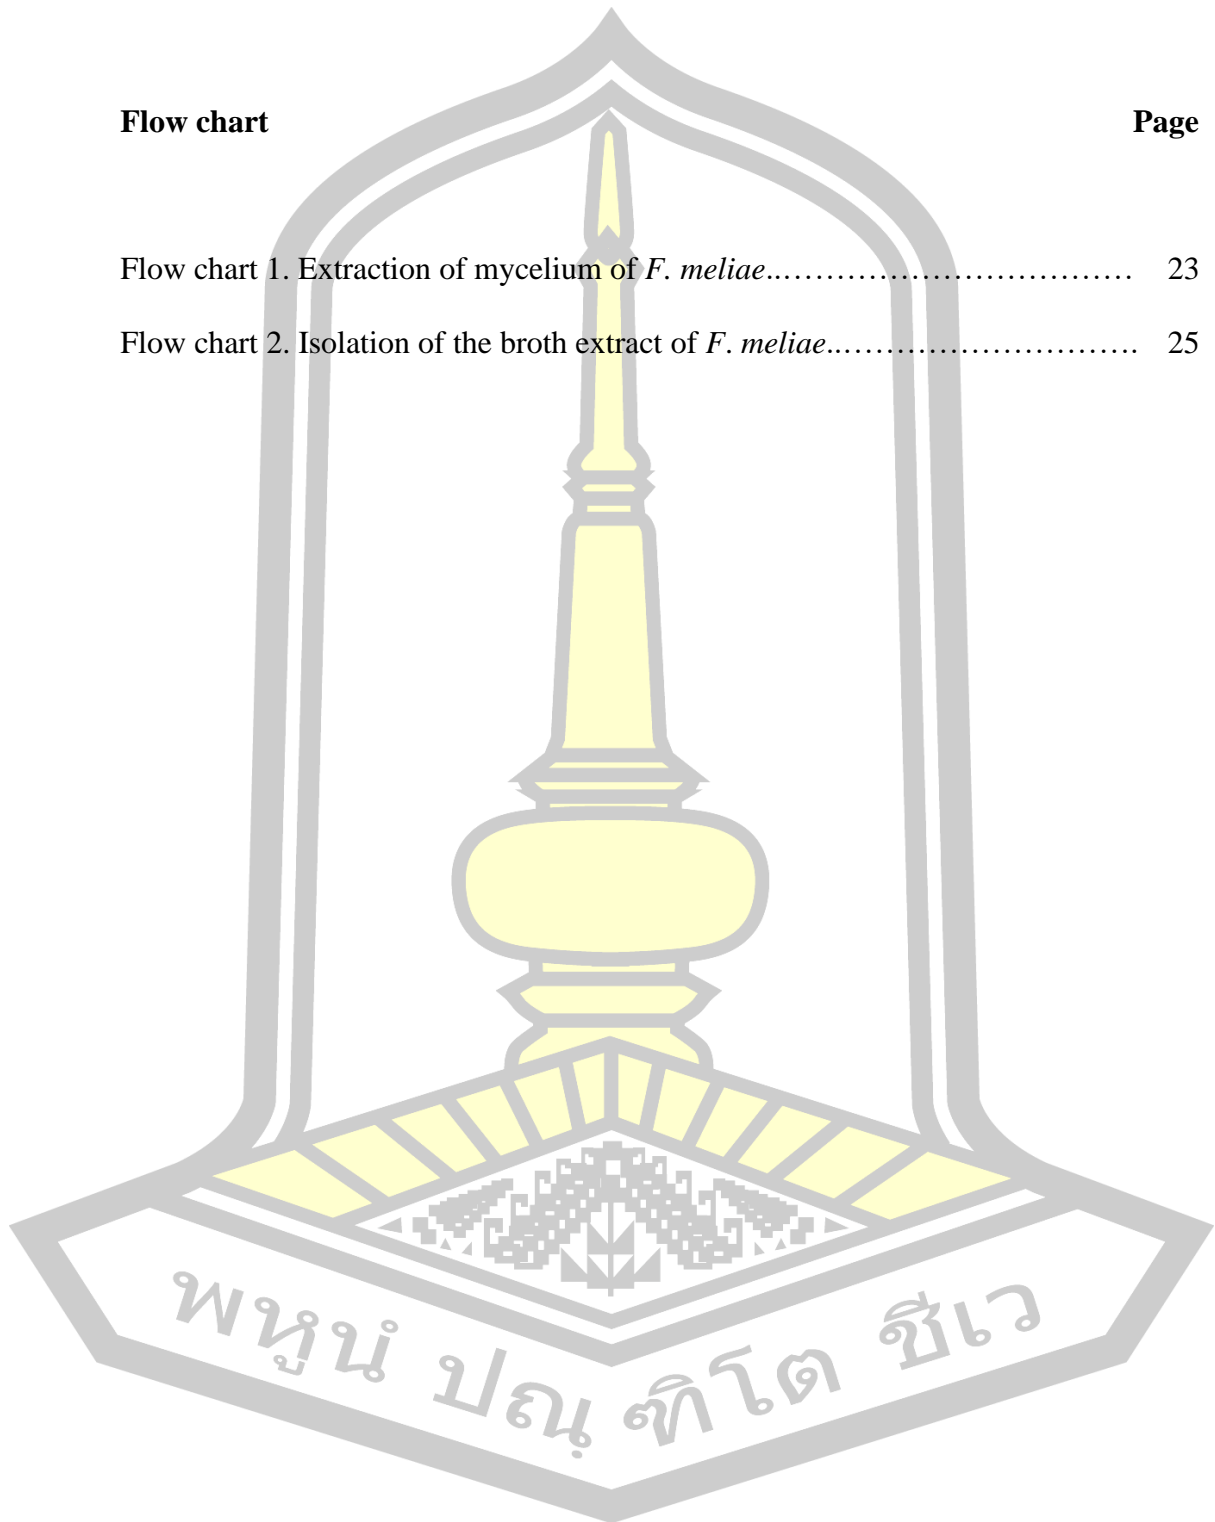 Flow chart Page
Flow chart 1. Extraction of mycelium of F. meliae..…………………………… 23
Flow chart 2. Isolation of the broth extract of F. meliae..………………………. 25
พหูนํ ปณฺ ฑิโต ชีเว